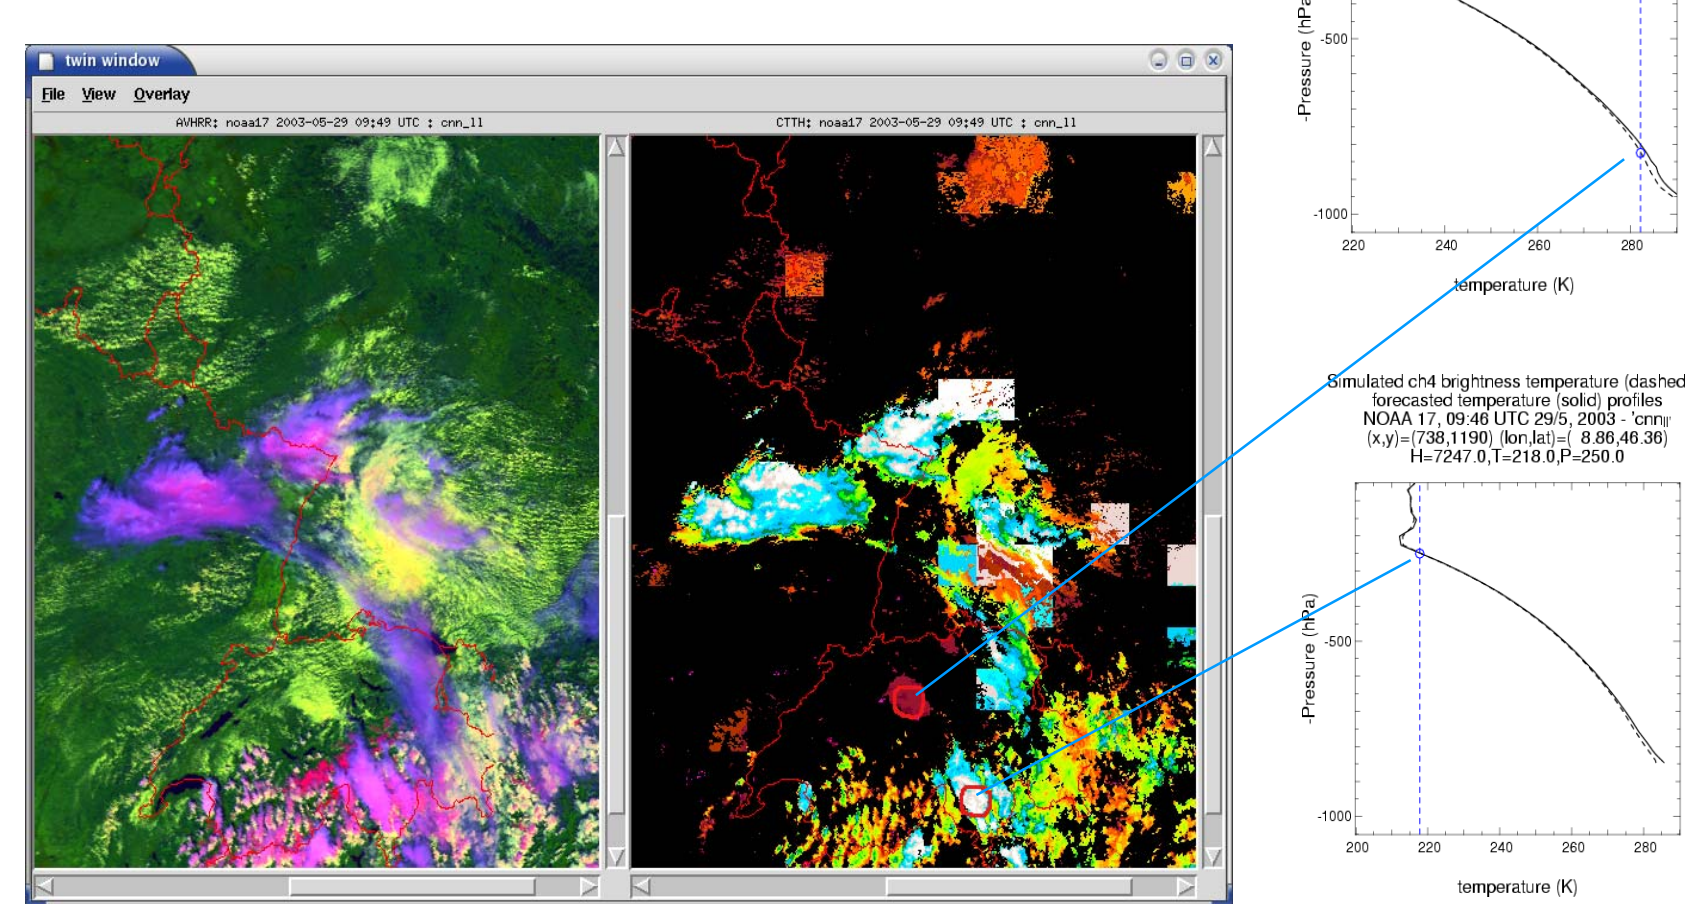 twin window
File View Overlay
AVHRR: noaa17 2003-05-29 09:49 UTC : cnn_ll
CTTH: noaa17 2003-05-29 09:49 UTC : cnn_ll
-Pressure (hPa
-500
-1000
220 240 260 280
temperature (K)
Simulated ch4 brightness temperature (dashed
forecasted temperature (solid) profiles
NOAA 17, 09:46 UTC 29/5, 2003 - 'cnn_ll'
(x,y)=(738,1190) (lon,lat)=( 8.86,46.36)
H=7247.0,T=218.0,P=250.0
-Pressure (hPa)
-500
-1000
200 220 240 260 280
temperature (K)